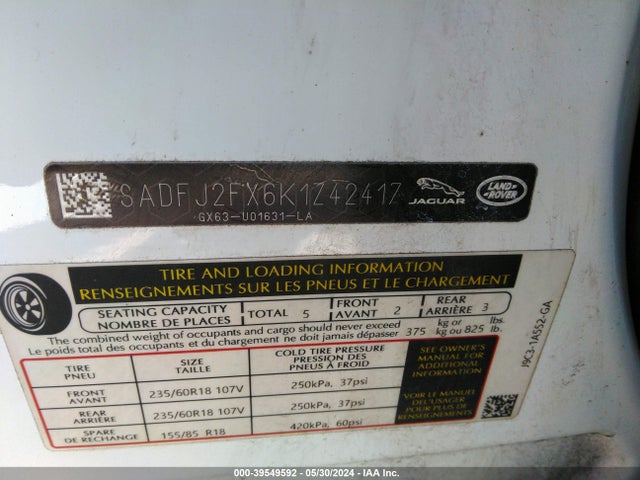 SADFJ2FX6K1Z42417
GX63-U01631-LA
JAGUAR
LAND ROVER
TIRE AND LOADING INFORMATION
RENSEIGNEMENTS SUR LES PNEUS ET LE CHARGEMENT
SEATING CAPACITY
NOMBRE DE PLACES
TOTAL 5
FRONT
AVANT 2
REAR
ARRIÈRE 3
The combined weight of occupants and cargo should never exceed
Le poids total des occupants et du chargement ne doit jamais dépasser
375 kg or 825 lbs.
kg ou lb.
TIRE
PNEU
SIZE
TAILLE
COLD TIRE PRESSURE
PRESSION DES
PNEUS À FROID
FRONT
AVANT
235/60R18 107V
250kPa, 37psi
REAR
ARRIÈRE
235/60R18 107V
250kPa, 37psi
SPARE
DE RECHANGE
155/85 R18
420kPa, 60psi
SEE OWNER'S
MANUAL FOR
ADDITIONAL
INFORMATION
VOIR LE MANUEL
DE L'USAGER
POUR PLUS DE
RENSEIGNEMENTS
J9C3-1A552-GA
000-39549592 - 05/30/2024 - IAA Inc.